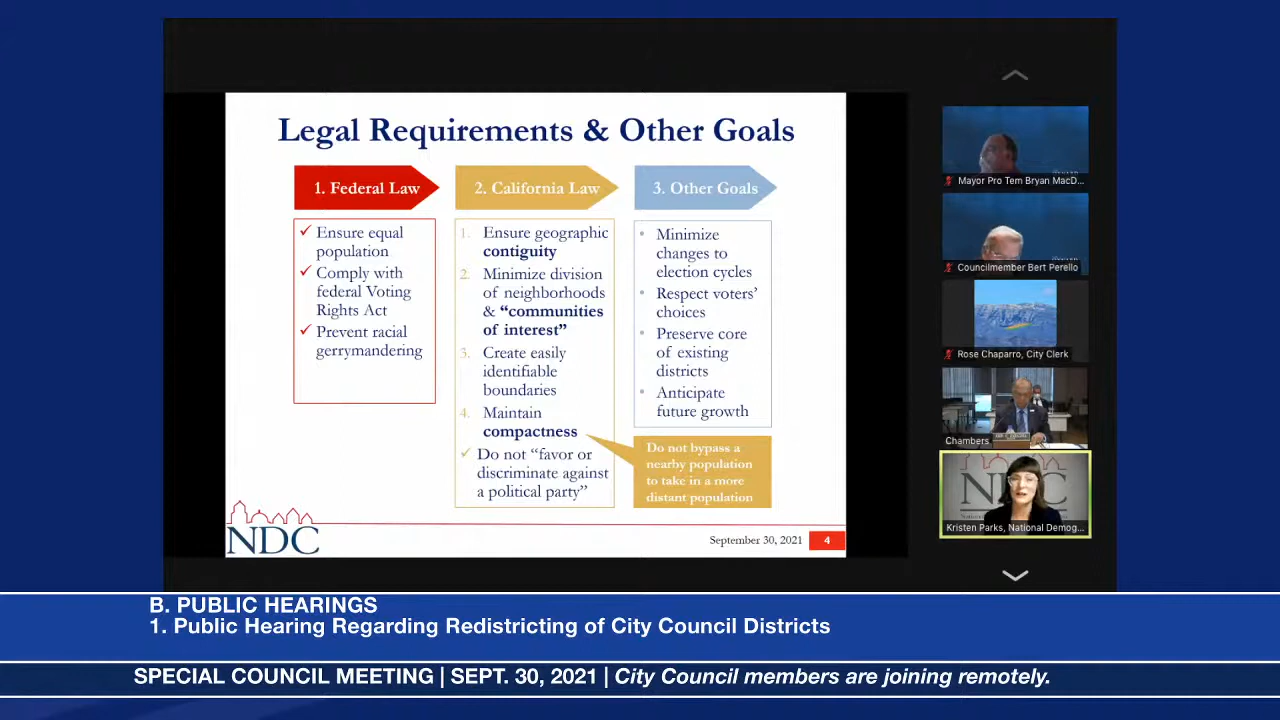 Legal Requirements & Other Goals
1. Federal Law
✓ Ensure equal
population
✓ Comply with
federal Voting
Rights Act
✓ Prevent racial
gerrymandering
2. California Law
1. Ensure geographic
contiguity
2. Minimize division
of neighborhoods
& “communities
of interest”
3. Create easily
identifiable
boundaries
4. Maintain
compactness
✓ Do not “favor or
discriminate against
a political party”
3. Other Goals
• Minimize
changes to
election cycles
• Respect voters’
choices
• Preserve core
of existing
districts
• Anticipate
future growth
Do not bypass a
nearby population
to take in a more
distant population
NDC
September 30, 2021
4
Mayor Pro Tem Bryan MacD...
Councilmember Bert Perello
Rose Chaparro, City Clerk
Chambers
NDC
Kristen Parks, National Demog...
B. PUBLIC HEARINGS
1. Public Hearing Regarding Redistricting of City Council Districts
SPECIAL COUNCIL MEETING | SEPT. 30, 2021 | City Council members are joining remotely.